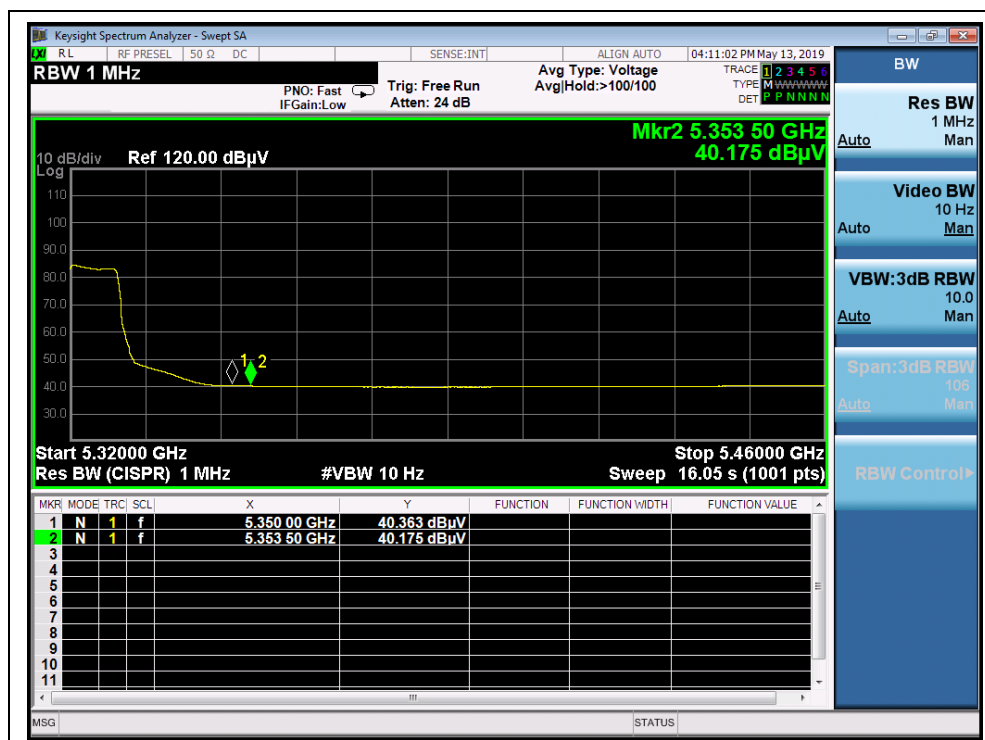 Keysight Spectrum Analyzer - Swept SA
LXI RL RF PRESEL 50 Ω DC SENSE:INT ALIGN AUTO 04:11:02 PM May 13, 2019
RBW 1 MHz
PNO: Fast
IFGain:Low
Trig: Free Run
Atten: 24 dB
Avg Type: Voltage
Avg|Hold:>100/100
TRACE 1 2 3 4 5 6
TYPE M WWWWW
DET P P N N N N
Mkr2 5.353 50 GHz
40.175 dBµV
10 dB/div Ref 120.00 dBµV
Log
110
100
90.0
80.0
70.0
60.0
50.0
40.0
30.0
1 2
Start 5.32000 GHz Stop 5.46000 GHz
Res BW (CISPR) 1 MHz #VBW 10 Hz Sweep 16.05 s (1001 pts)
MKR MODE TRC SCL X Y FUNCTION FUNCTION WIDTH FUNCTION VALUE
1 N 1 f 5.350 00 GHz 40.363 dBµV
2 N 1 f 5.353 50 GHz 40.175 dBµV
3
4
5
6
7
8
9
10
11
MSG STATUS
BW
Res BW
1 MHz
Auto Man
Video BW
10 Hz
Auto Man
VBW:3dB RBW
10.0
Auto Man
Span:3dB RBW
106
Auto Man
RBW Control